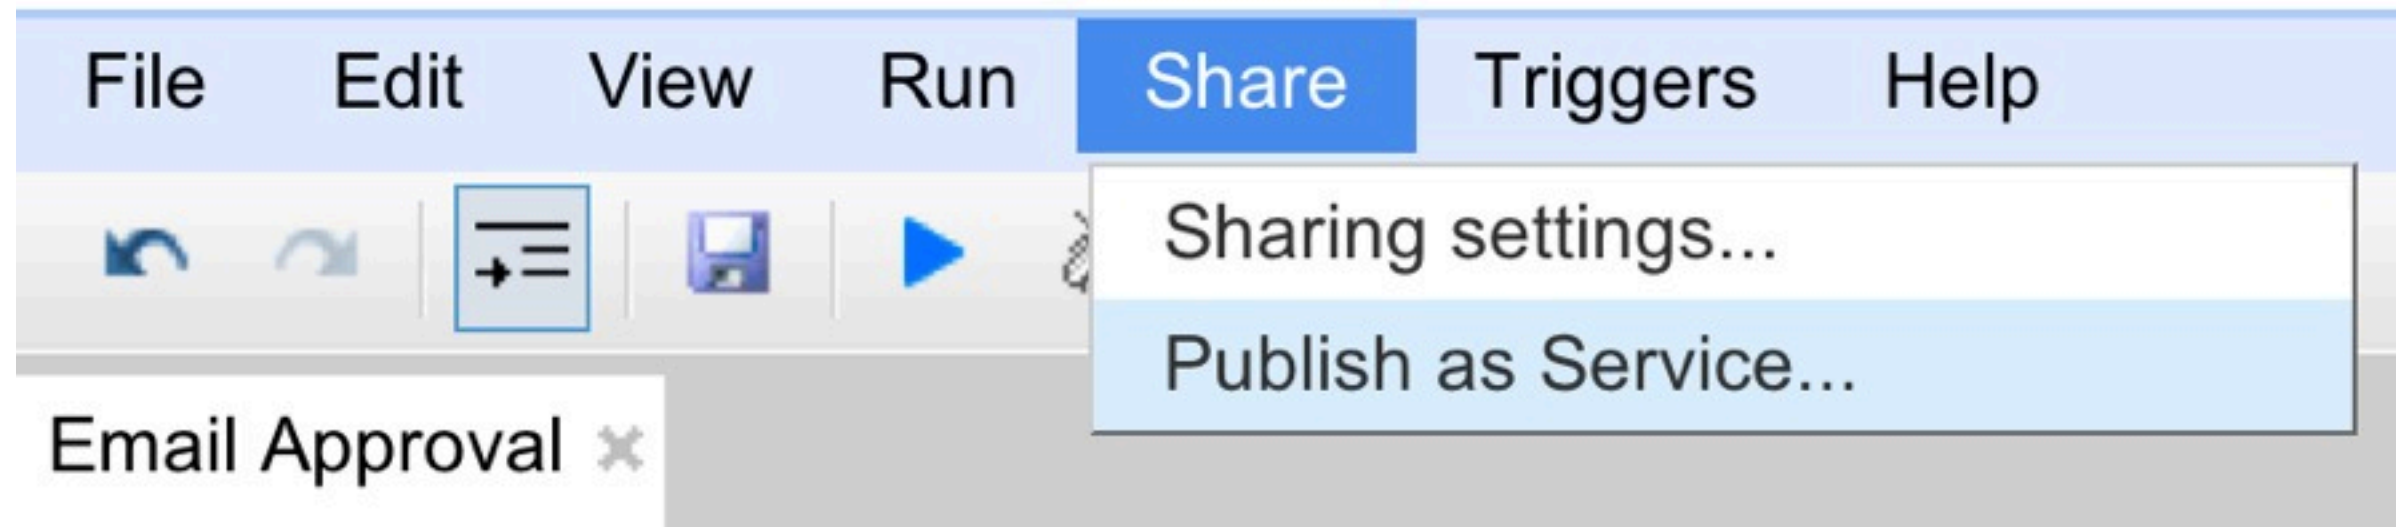 File Edit View Run Share Triggers Help
Sharing settings...
Publish as Service...
Email Approval